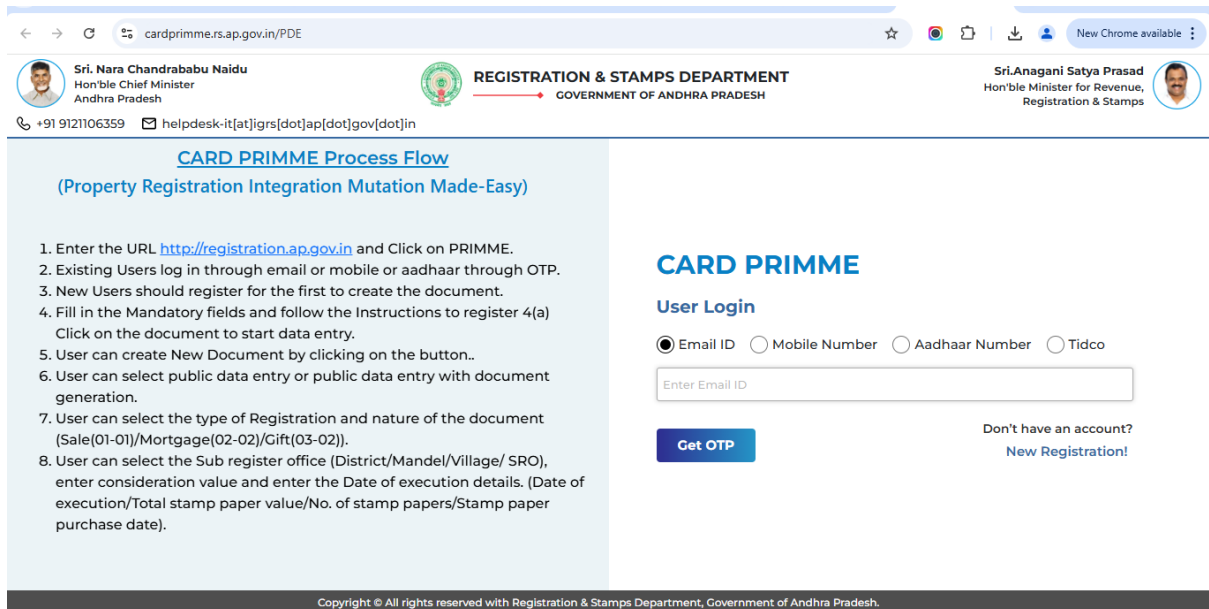 cardprimme.rs.ap.gov.in/PDE
New Chrome available
Sri. Nara Chandrababu Naidu
Hon'ble Chief Minister
Andhra Pradesh
REGISTRATION & STAMPS DEPARTMENT
GOVERNMENT OF ANDHRA PRADESH
Sri.Anagani Satya Prasad
Hon'ble Minister for Revenue,
Registration & Stamps
+91 9121106359 helpdesk-it[at]igrs[dot]ap[dot]gov[dot]in
CARD PRIMME Process Flow
(Property Registration Integration Mutation Made-Easy)
1. Enter the URL http://registration.ap.gov.in and Click on PRIMME.
2. Existing Users log in through email or mobile or aadhaar through OTP.
3. New Users should register for the first to create the document.
4. Fill in the Mandatory fields and follow the Instructions to register 4(a)
Click on the document to start data entry.
5. User can create New Document by clicking on the button..
6. User can select public data entry or public data entry with document
generation.
7. User can select the type of Registration and nature of the document
(Sale(01-01)/Mortgage(02-02)/Gift(03-02)).
8. User can select the Sub register office (District/Mandel/Village/ SRO),
enter consideration value and enter the Date of execution details. (Date of
execution/Total stamp paper value/No. of stamp papers/Stamp paper
purchase date).
CARD PRIMME
User Login
Email ID Mobile Number Aadhaar Number Tidco
Enter Email ID
Get OTP
Don't have an account?
New Registration!
Copyright © All rights reserved with Registration & Stamps Department, Government of Andhra Pradesh.